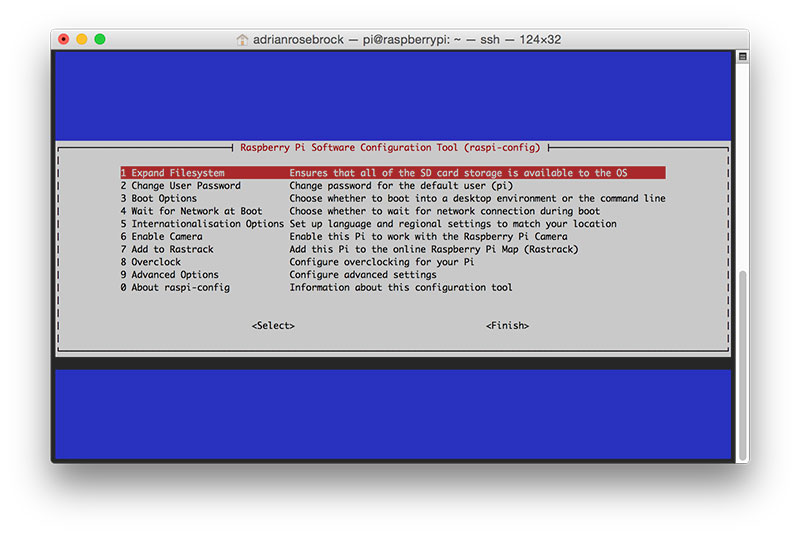 adrianrosebrock — pi@raspberrypi: ~ — ssh — 124×32
Raspberry Pi Software Configuration Tool (raspi-config)
1 Expand Filesystem Ensures that all of the SD card storage is available to the OS
2 Change User Password Change password for the default user (pi)
3 Boot Options Choose whether to boot into a desktop environment or the command line
4 Wait for Network at Boot Choose whether to wait for network connection during boot
5 Internationalisation Options Set up language and regional settings to match your location
6 Enable Camera Enable this Pi to work with the Raspberry Pi Camera
7 Add to Rastrack Add this Pi to the online Raspberry Pi Map (Rastrack)
8 Overclock Configure overclocking for your Pi
9 Advanced Options Configure advanced settings
0 About raspi-config Information about this configuration tool
<Select> <Finish>